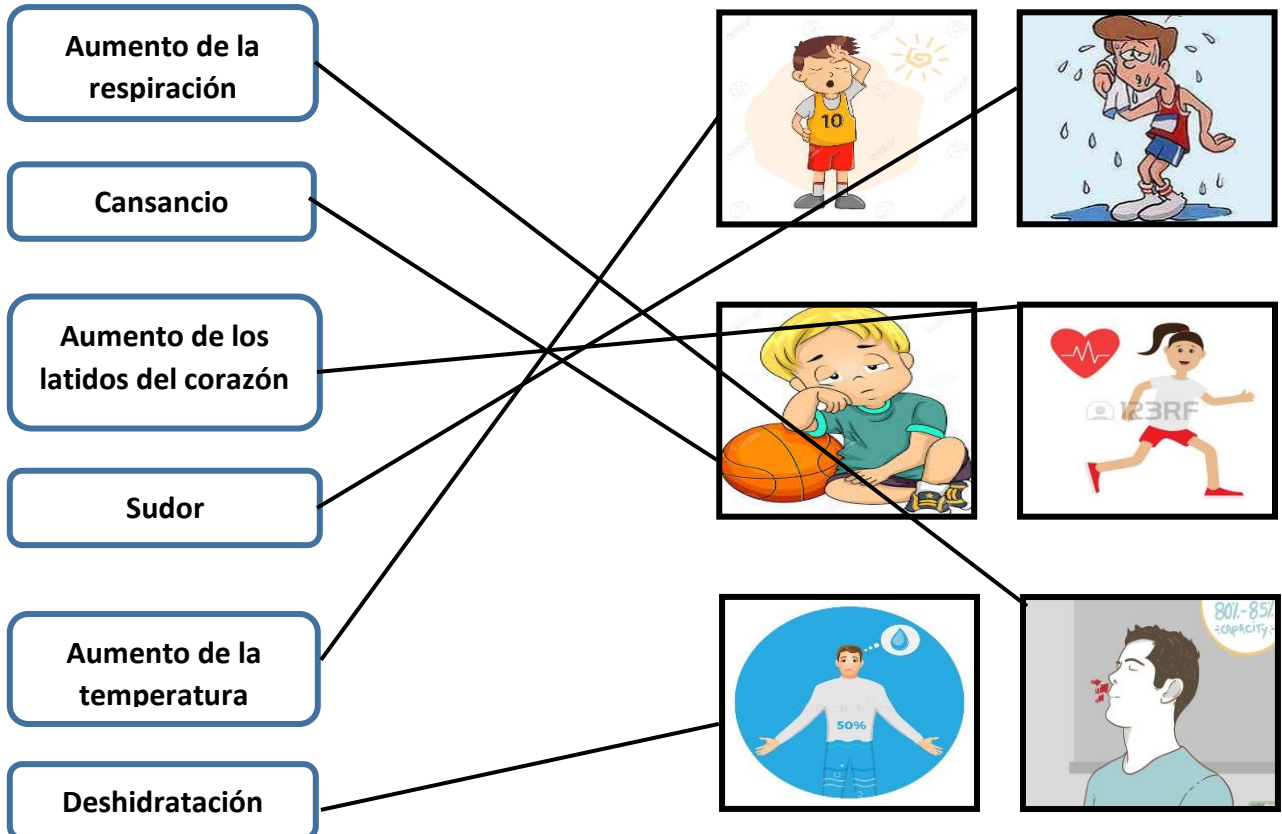 Aumento de la
respiración
Cansancio
Aumento de los
latidos del corazón
Sudor
Aumento de la
temperatura
Deshidratación
10
123RF
50%
80%-85%
CAPACITY